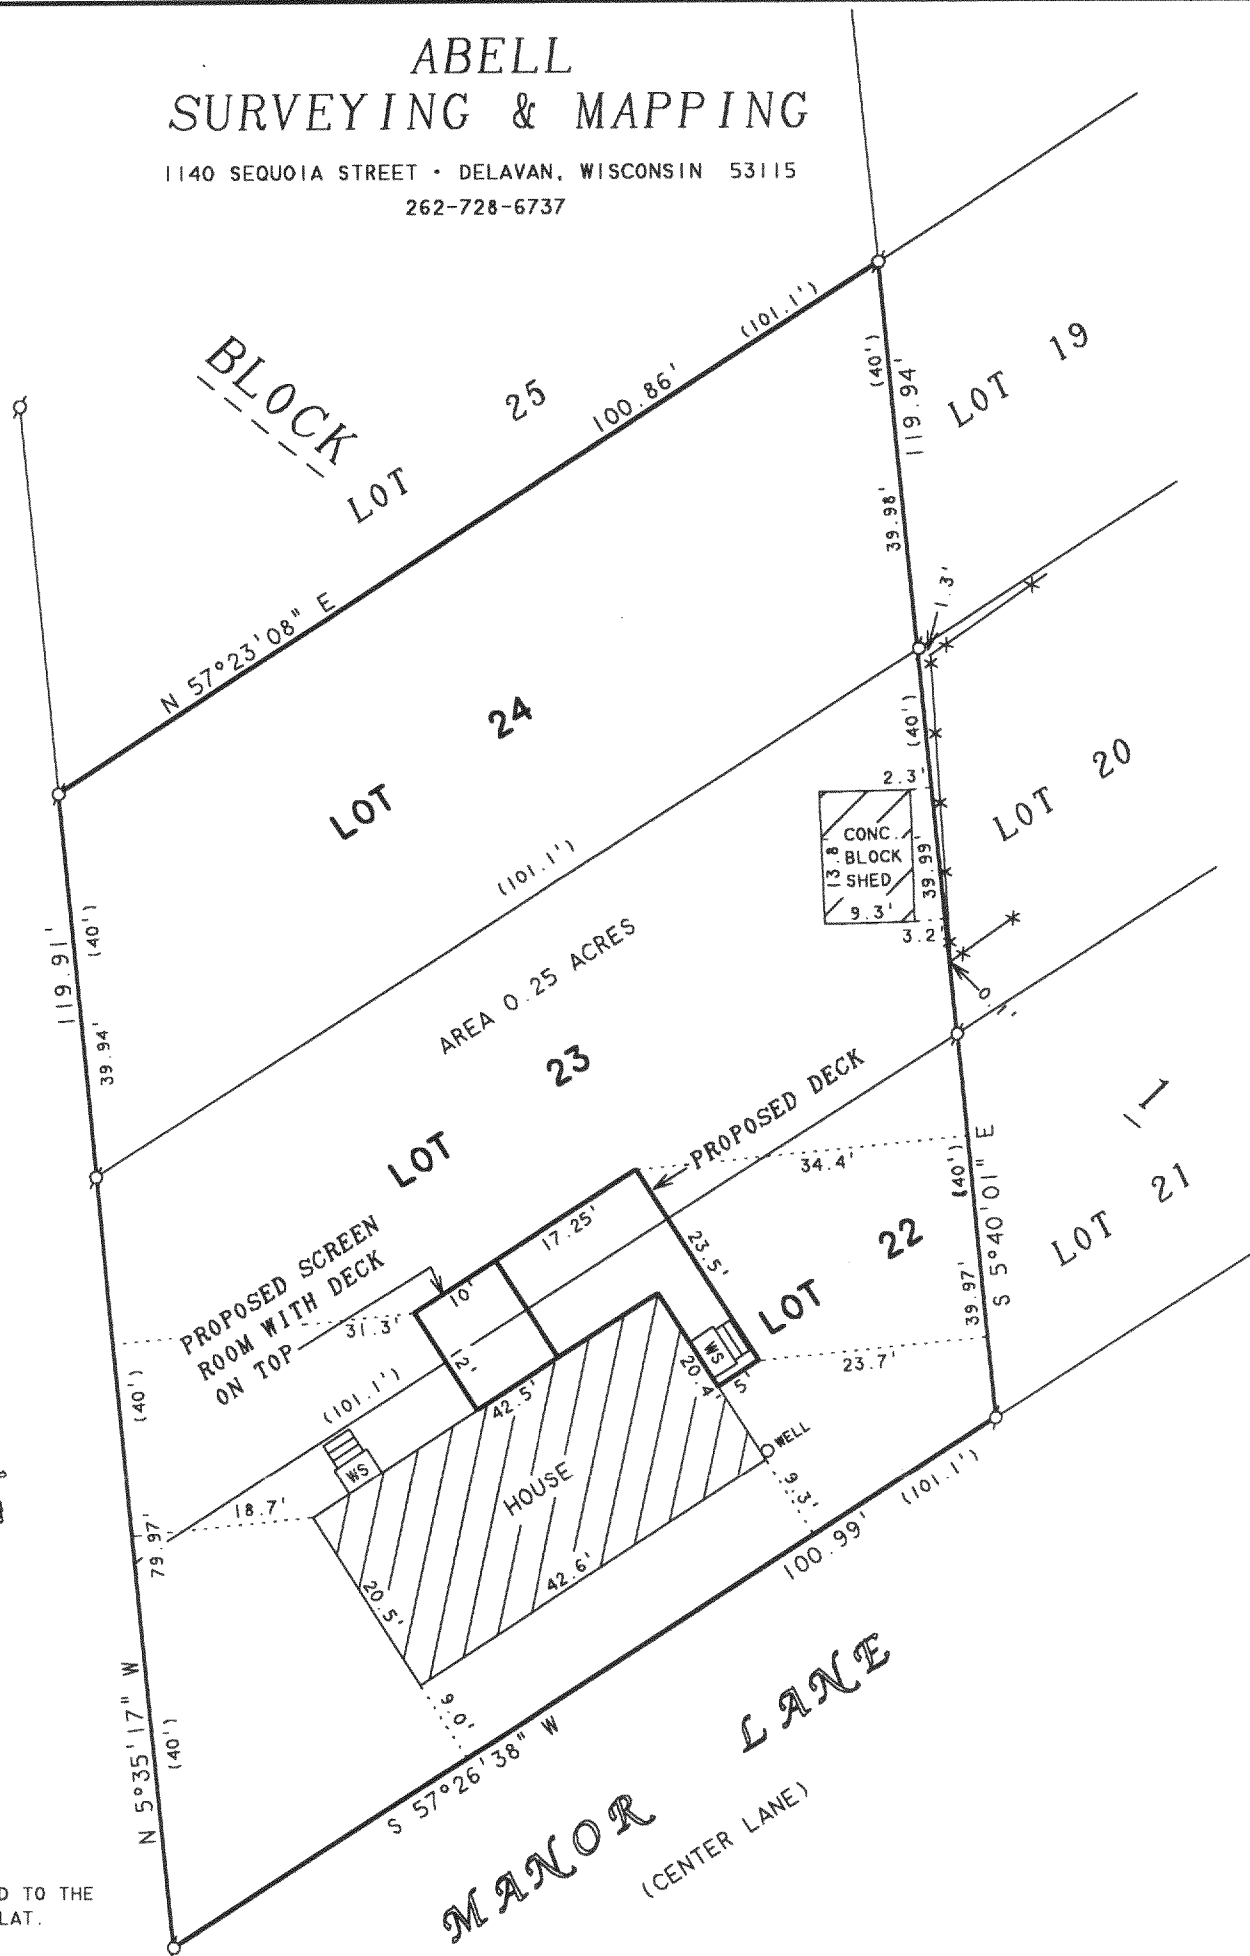 ABELL
SURVEYING & MAPPING
1140 SEQUOIA STREET • DELAVAN, WISCONSIN 53115
262-728-6737
BLOCK
LOT 25
100.86'
(101.1')
N 57°23'08" E
(40')
119.94'
39.98'
LOT 19
1.3'
LOT 24
(101.1')
(40')
2.3'
CONC.
BLOCK
SHED
13.8
9.3'
39.99'
3.2'
0.1'
LOT 20
119.91'
(40')
39.94'
AREA 0.25 ACRES
LOT 23
PROPOSED DECK
34.4'
(40')
S 5°40'01" E
39.97'
11
LOT 21
LOT 22
17.25'
23.5'
10'
PROPOSED SCREEN
ROOM WITH DECK
ON TOP
31.3'
2'
(101.1')
42.5'
WS
20.4'
5'
23.7'
WS
HOUSE
WELL
9.3'
(40')
18.7'
79.97'
20.5'
42.6'
9.0'
100.99'
(101.1')
S 57°26'38" W
N 5°35'17" W
(40')
MANOR LANE
(CENTER LANE)
D TO THE
LAT.